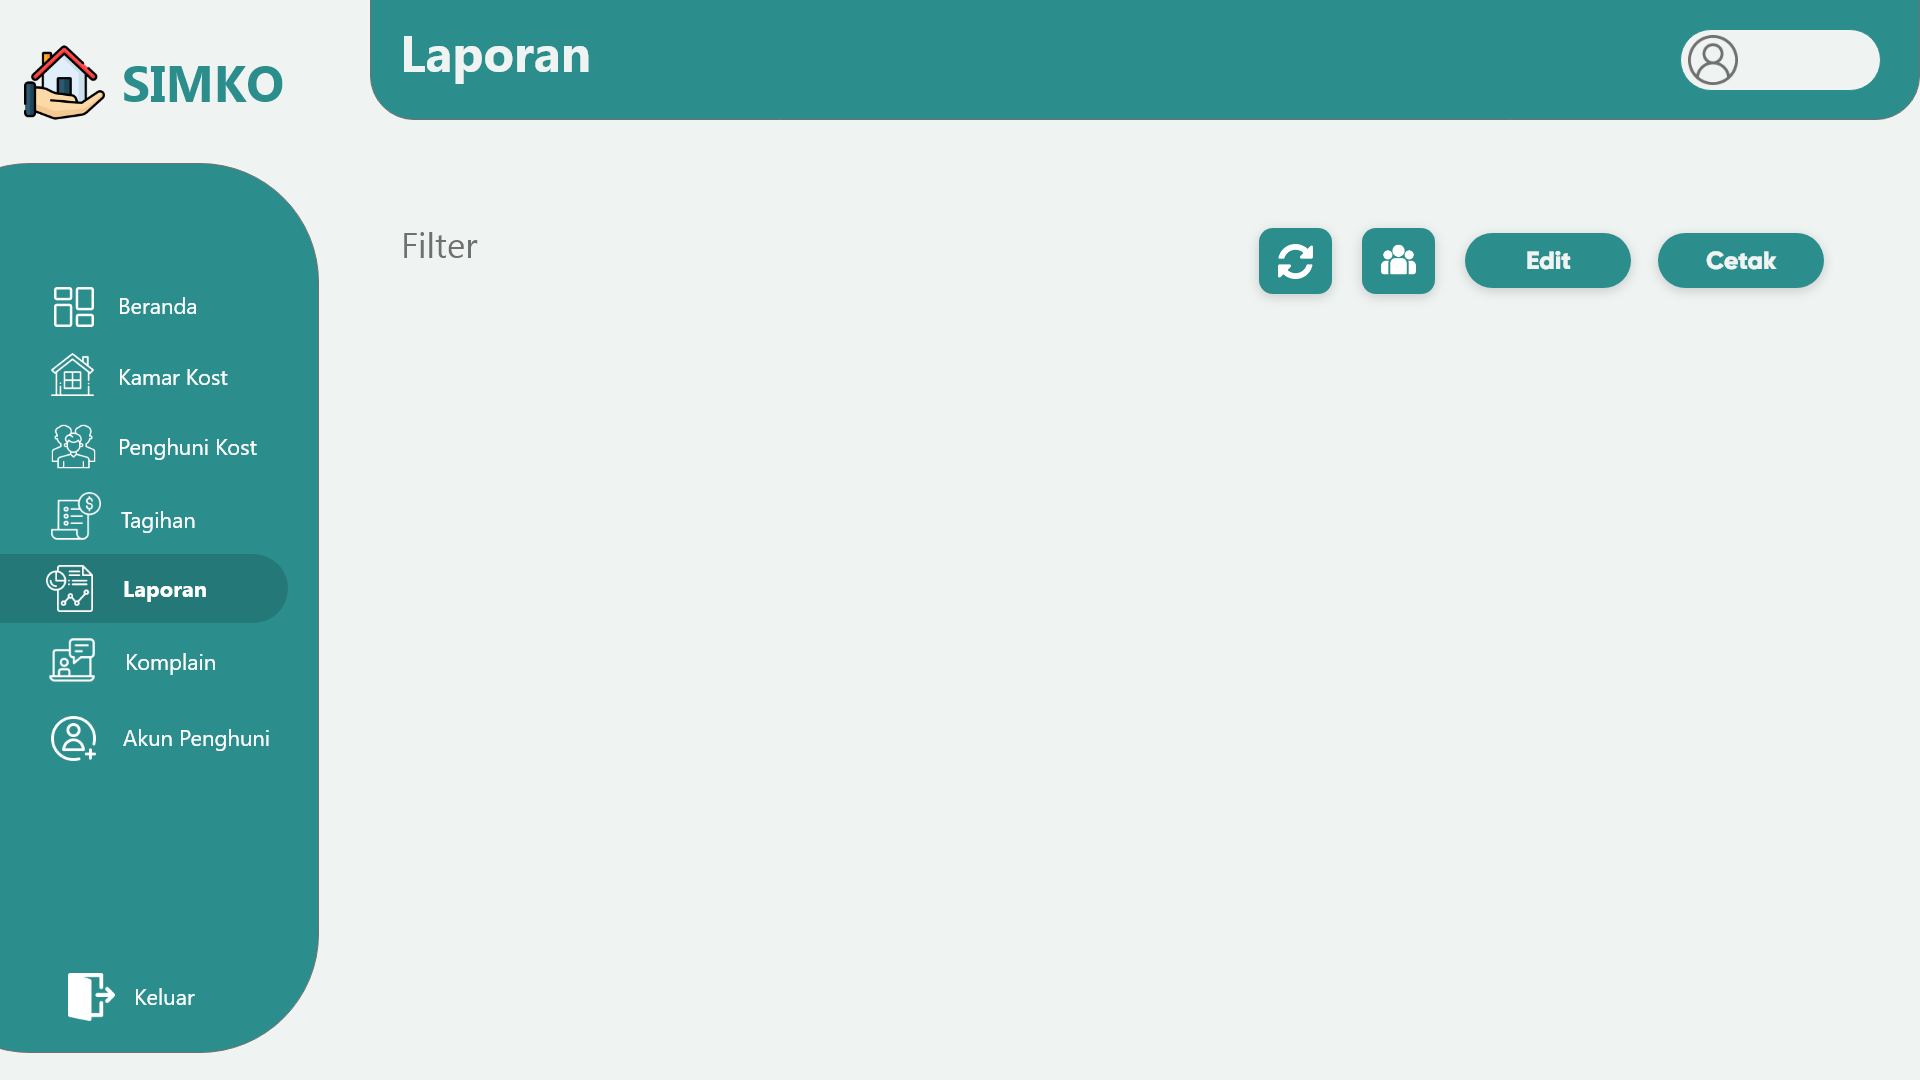 SIMKO
Laporan
Beranda
Kamar Kost
Penghuni Kost
Tagihan
Laporan
Komplain
Akun Penghuni
Keluar
Filter
Edit
Cetak